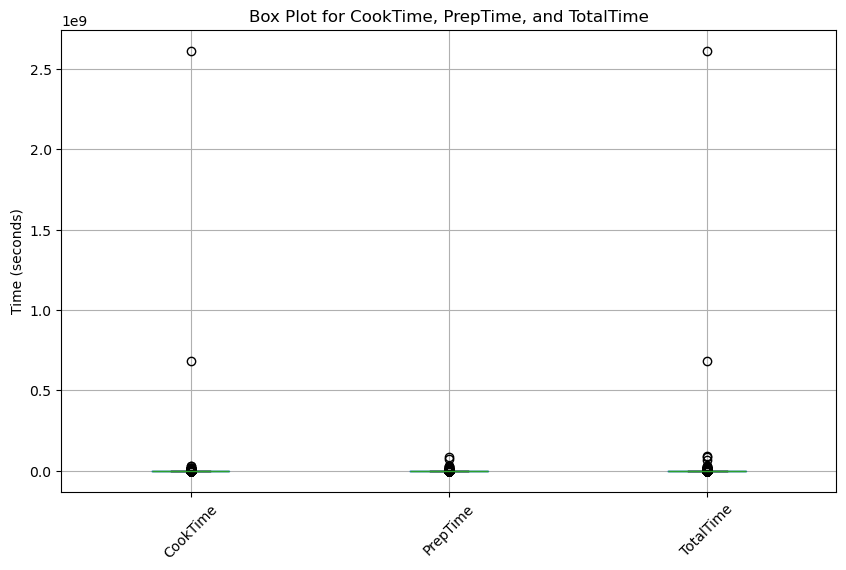 Box Plot for CookTime, PrepTime, and TotalTime
1e9
2.5
2.0
1.5
1.0
0.5
0.0
Time (seconds)
CookTime
PrepTime
TotalTime